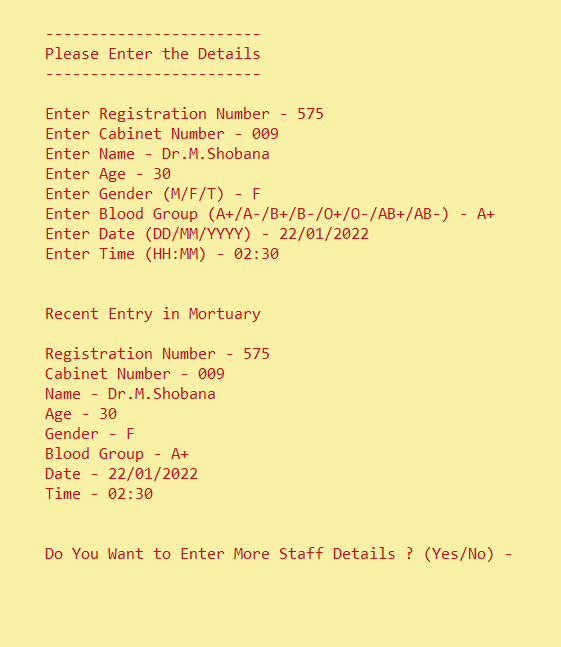 ------------------------
Please Enter the Details
------------------------
Enter Registration Number - 575
Enter Cabinet Number - 009
Enter Name - Dr.M.Shobana
Enter Age - 30
Enter Gender (M/F/T) - F
Enter Blood Group (A+/A-/B+/B-/O+/O-/AB+/AB-) - A+
Enter Date (DD/MM/YYYY) - 22/01/2022
Enter Time (HH:MM) - 02:30
Recent Entry in Mortuary
Registration Number - 575
Cabinet Number - 009
Name - Dr.M.Shobana
Age - 30
Gender - F
Blood Group - A+
Date - 22/01/2022
Time - 02:30
Do You Want to Enter More Staff Details ? (Yes/No) -